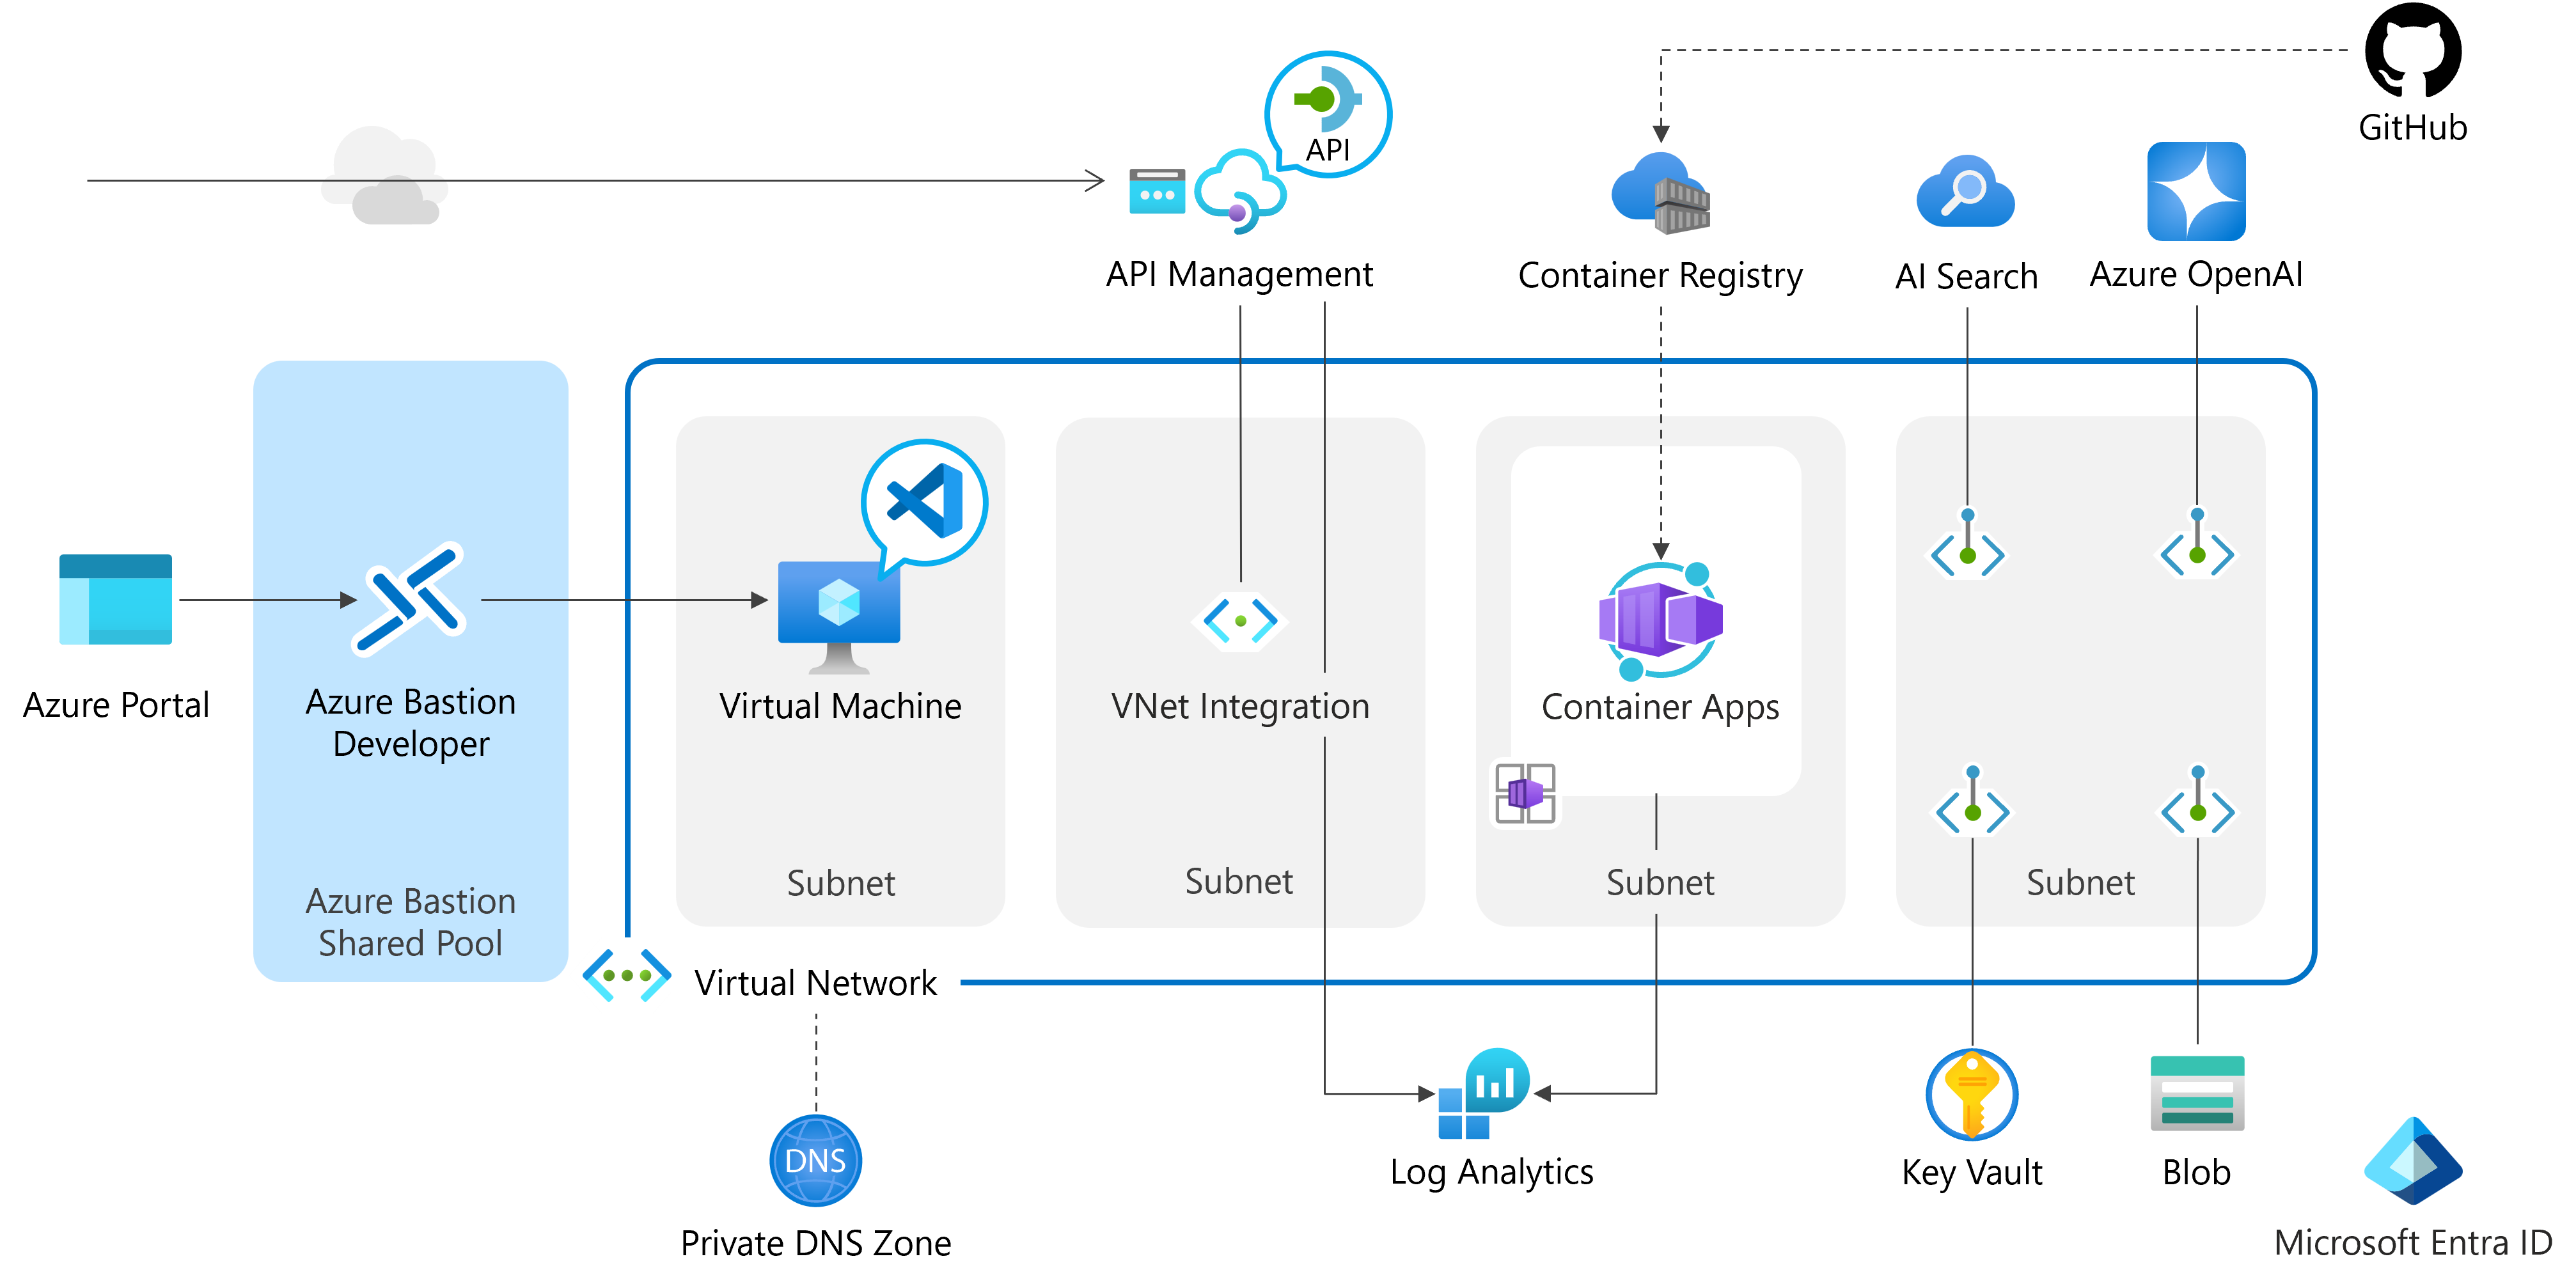 GitHub
API
API Management
Container Registry
AI Search
Azure OpenAI
Azure Portal
Azure Bastion
Developer
Virtual Machine
VNet Integration
Container Apps
Azure Bastion
Shared Pool
Subnet
Subnet
Subnet
Subnet
Virtual Network
DNS
Private DNS Zone
Log Analytics
Key Vault
Blob
Microsoft Entra ID